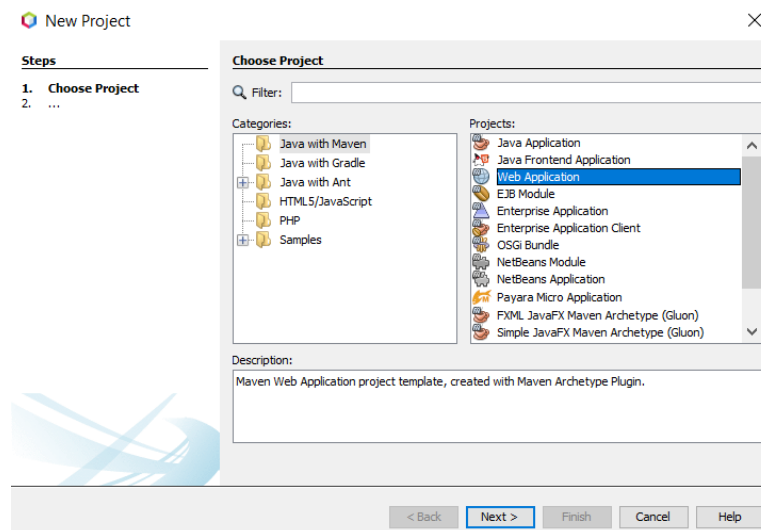 New Project
Steps
1. Choose Project
2. ...
Choose Project
Filter:
Categories:
Java with Maven
Java with Gradle
Java with Ant
HTML5/JavaScript
PHP
Samples
Projects:
Java Application
Java Frontend Application
Web Application
EJB Module
Enterprise Application
Enterprise Application Client
OSGi Bundle
NetBeans Module
NetBeans Application
Payara Micro Application
FXML JavaFX Maven Archetype (Gluon)
Simple JavaFX Maven Archetype (Gluon)
Description:
Maven Web Application project template, created with Maven Archetype Plugin.
< Back Next > Finish Cancel Help